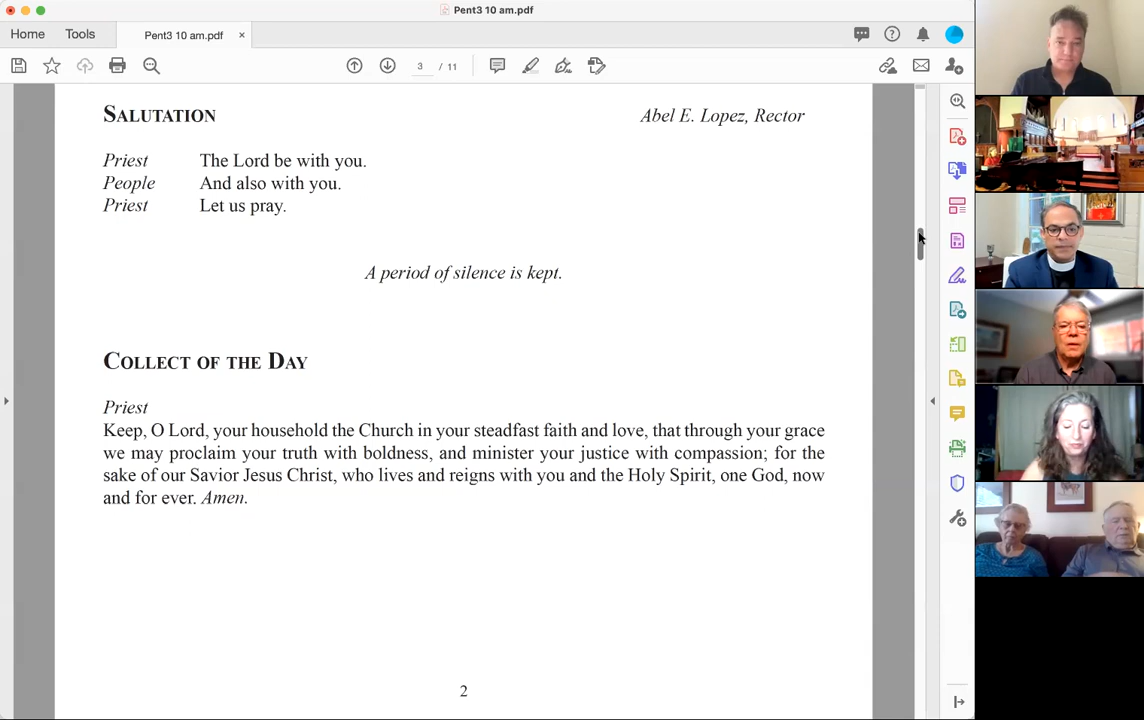 Pent3 10 am.pdf
Home Tools Pent3 10 am.pdf ×
3 / 11
SALUTATION Abel E. Lopez, Rector
Priest The Lord be with you.
People And also with you.
Priest Let us pray.
A period of silence is kept.
COLLECT OF THE DAY
Priest
Keep, O Lord, your household the Church in your steadfast faith and love, that through your grace
we may proclaim your truth with boldness, and minister your justice with compassion; for the
sake of our Savior Jesus Christ, who lives and reigns with you and the Holy Spirit, one God, now
and for ever. Amen.
2